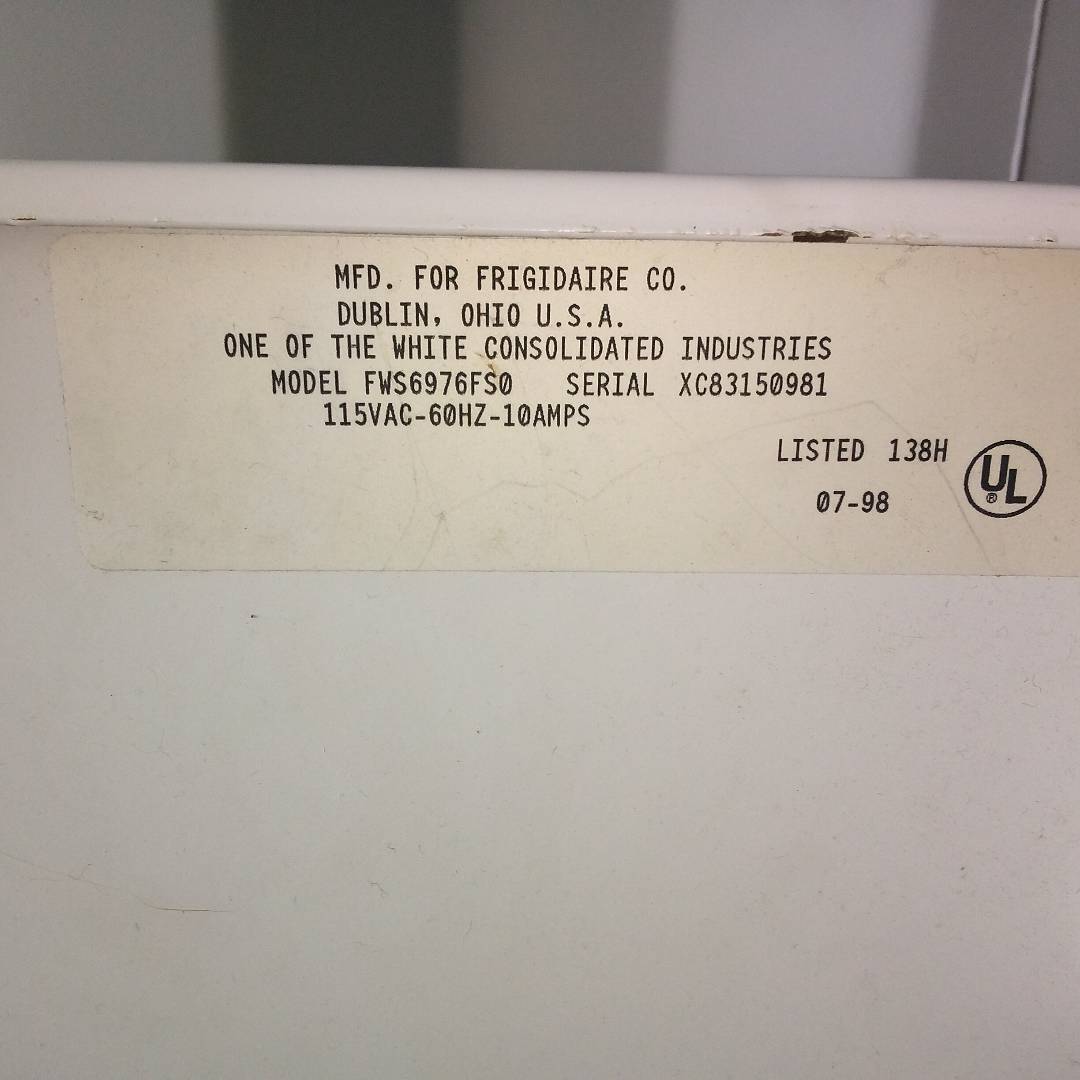 MFD. FOR FRIGIDAIRE CO.
DUBLIN, OHIO U.S.A.
ONE OF THE WHITE CONSOLIDATED INDUSTRIES
MODEL FWS6976FS0 SERIAL XC83150981
115VAC-60HZ-10AMPS
LISTED 138H
UL®
07-98